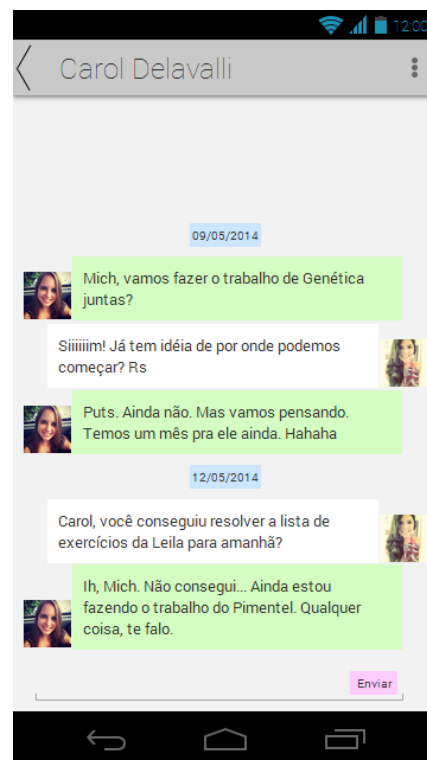 12:00
Carol Delavalli
09/05/2014
Mich, vamos fazer o trabalho de Genética
juntas?
Siiiiiim! Já tem idéia de por onde podemos
começar? Rs
Puts. Ainda não. Mas vamos pensando.
Temos um mês pra ele ainda. Hahaha
12/05/2014
Carol, você conseguiu resolver a lista de
exercícios da Leila para amanhã?
Ih, Mich. Não consegui... Ainda estou
fazendo o trabalho do Pimentel. Qualquer
coisa, te falo.
Enviar